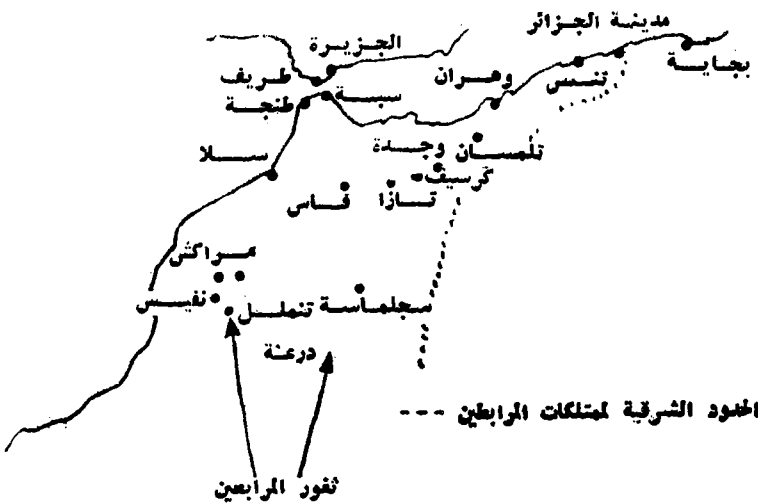 مدينة الجزائر
الجزيرة
بجاية
طريف
وهران
تنس
سبتة
طنجة
تلمسان
وجدة
سلا
كرسيف
تازا
فاس
مراكش
نفيس
تنملل
سجلماسة
درعة
الحدود الشرقية لممتلكات المرابطين ---
ثغور المرابطين